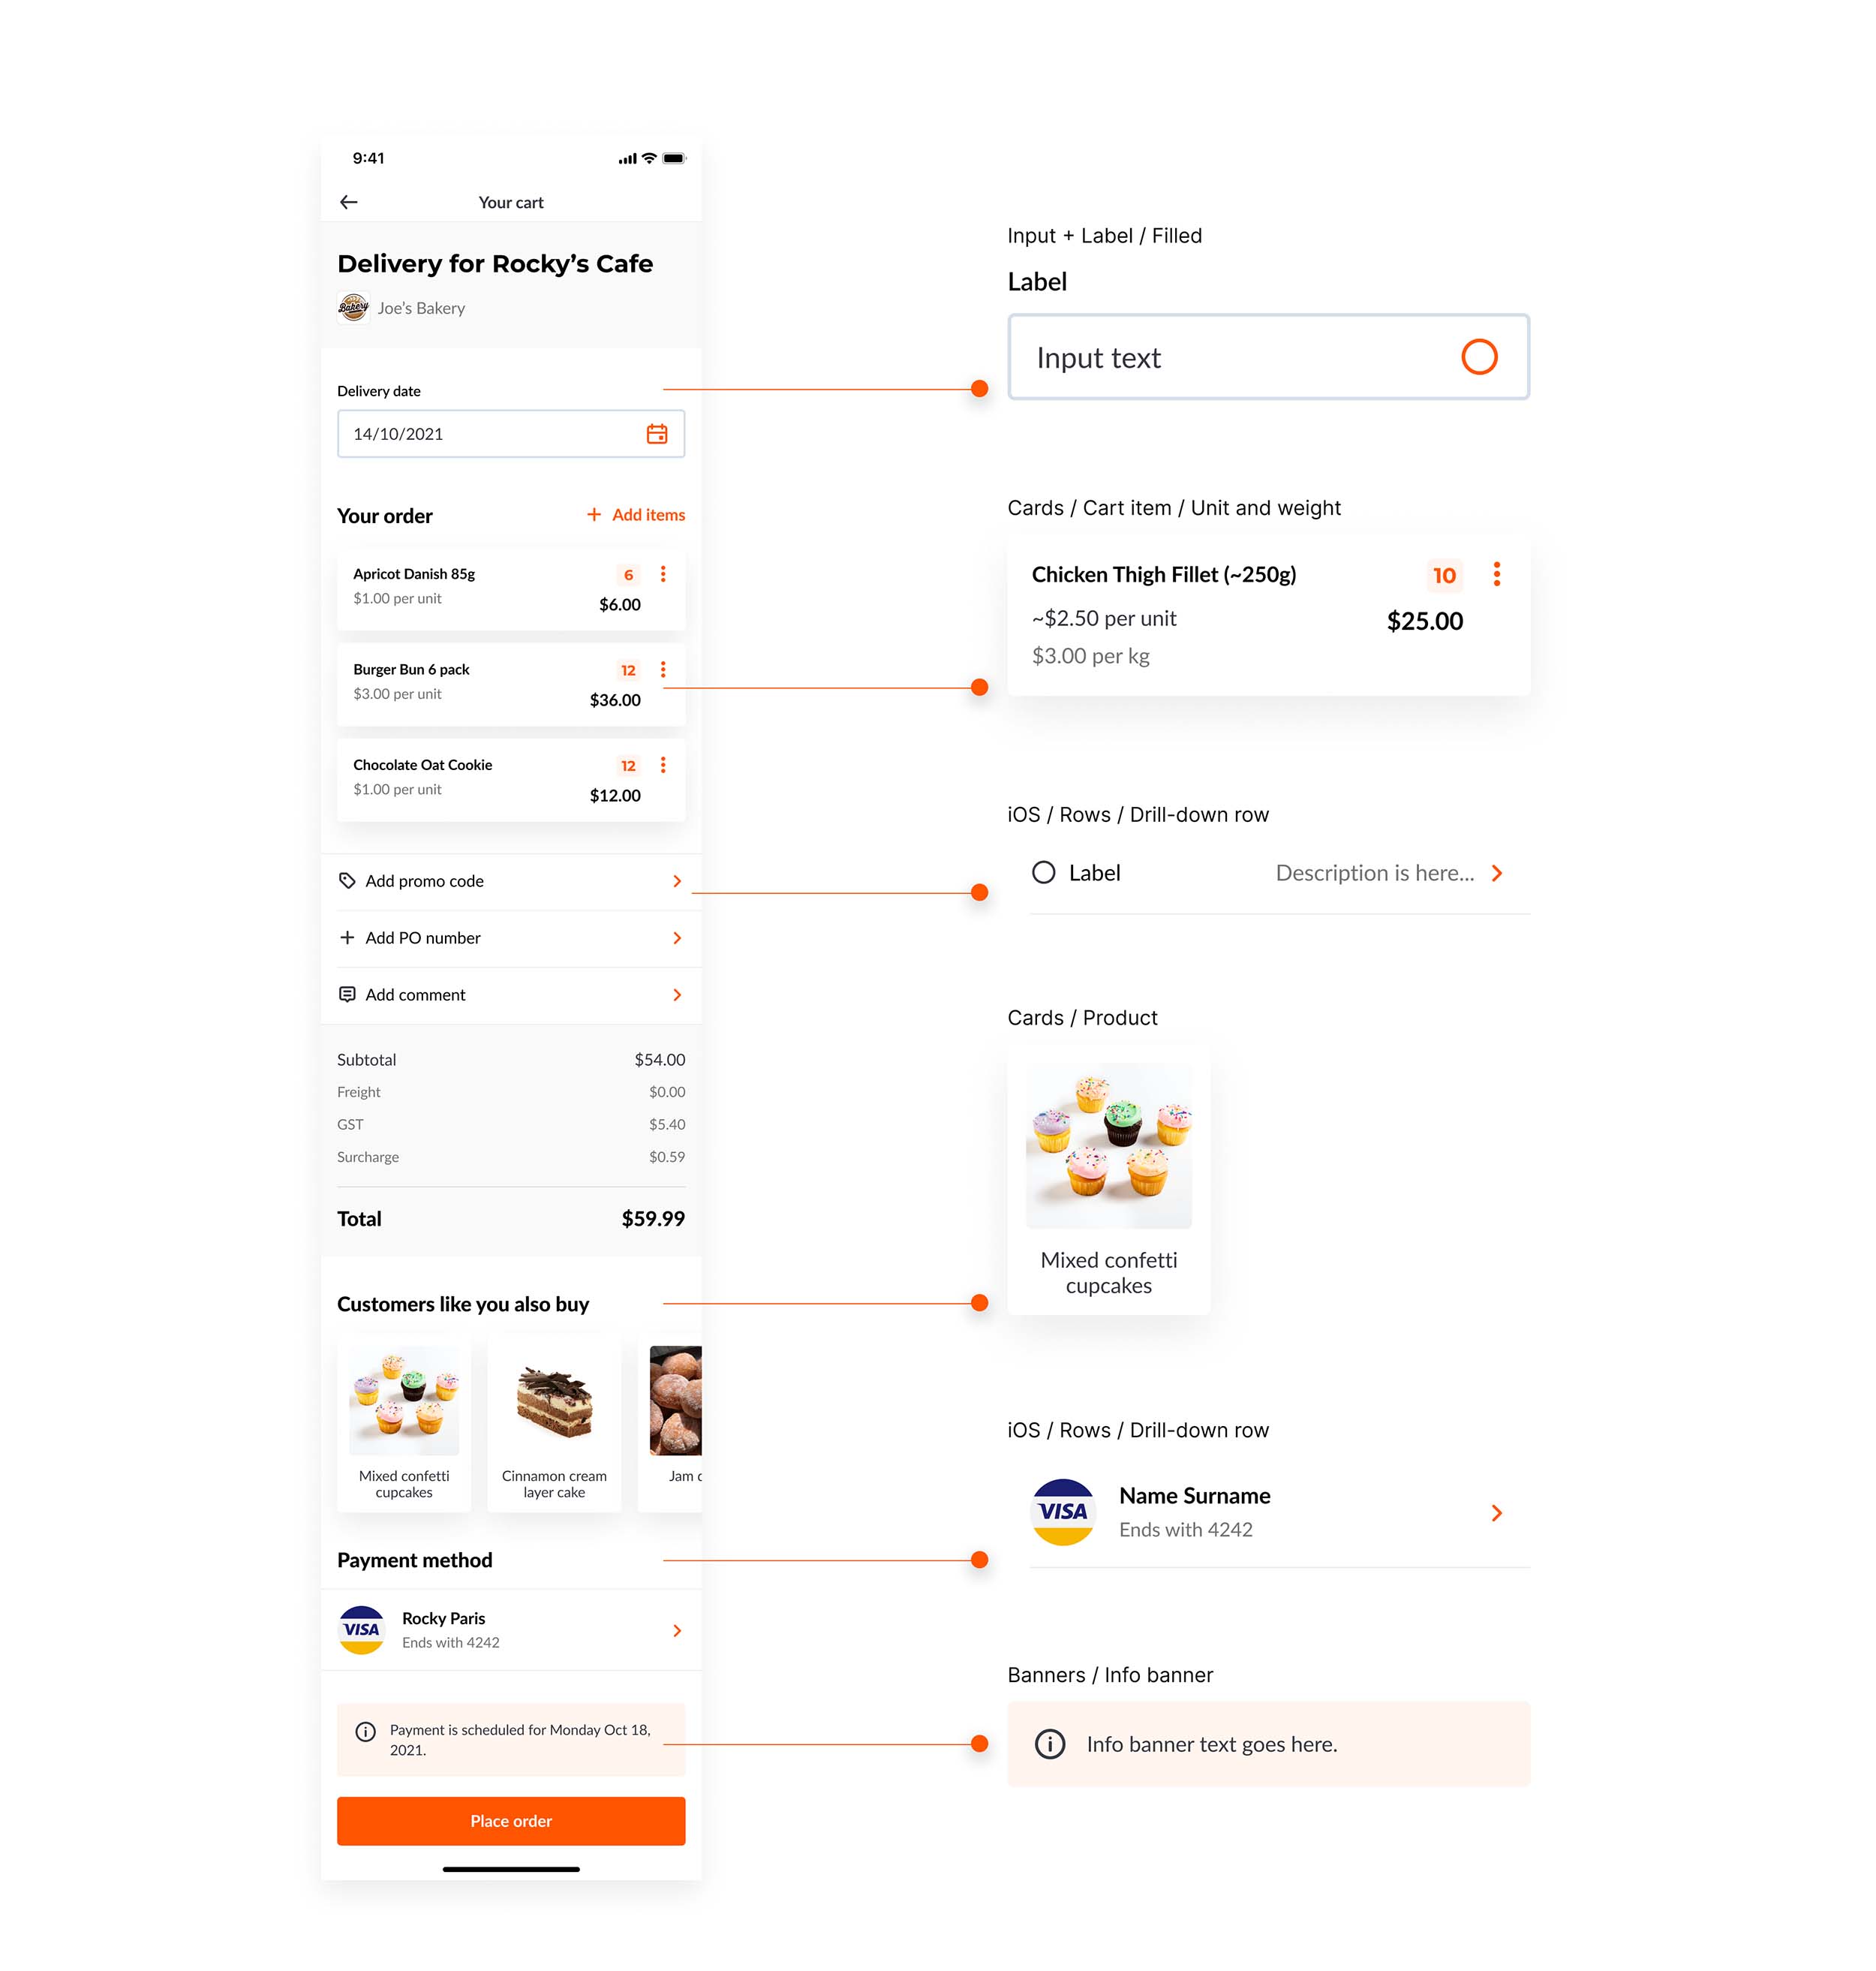 9:41
Your cart
Delivery for Rocky’s Cafe
Bakery
Joe’s Bakery
Delivery date
14/10/2021
Your order
+ Add items
Apricot Danish 85g
6
$1.00 per unit
$6.00
Burger Bun 6 pack
12
$3.00 per unit
$36.00
Chocolate Oat Cookie
12
$1.00 per unit
$12.00
Add promo code
Add PO number
Add comment
Subtotal $54.00
Freight $0.00
GST $5.40
Surcharge $0.59
Total $59.99
Customers like you also buy
Mixed confetti
cupcakes
Cinnamon cream
layer cake
Jam
Payment method
VISA
Rocky Paris
Ends with 4242
Payment is scheduled for Monday Oct 18,
2021.
Place order
Input + Label / Filled
Label
Input text
Cards / Cart item / Unit and weight
Chicken Thigh Fillet (~250g)
10
~$2.50 per unit
$25.00
$3.00 per kg
iOS / Rows / Drill-down row
Label
Description is here...
Cards / Product
Mixed confetti
cupcakes
iOS / Rows / Drill-down row
VISA
Name Surname
Ends with 4242
Banners / Info banner
Info banner text goes here.